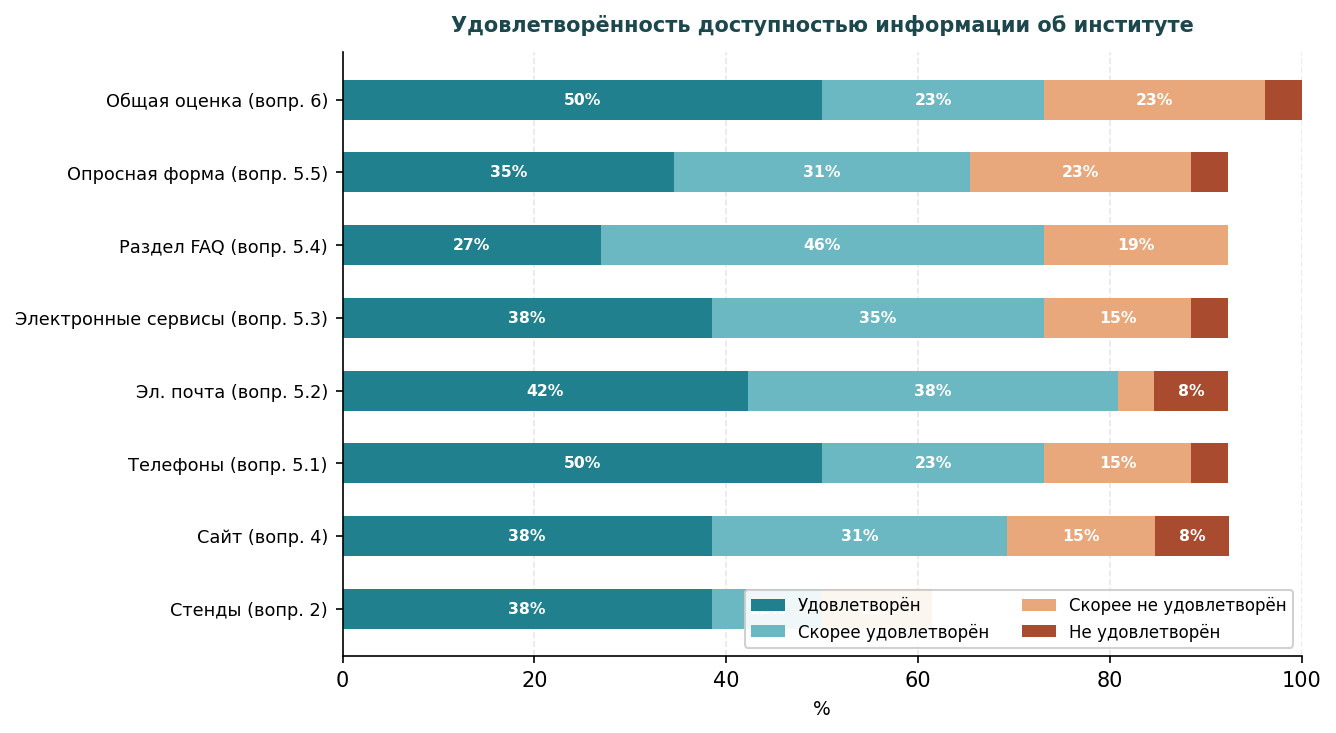 Удовлетворённость доступностью информации об институте
Общая оценка (вопр. 6) 50% 23% 23%
Опросная форма (вопр. 5.5) 35% 31% 23%
Раздел FAQ (вопр. 5.4) 27% 46% 19%
Электронные сервисы (вопр. 5.3) 38% 35% 15%
Эл. почта (вопр. 5.2) 42% 38% 8%
Телефоны (вопр. 5.1) 50% 23% 15%
Сайт (вопр. 4) 38% 31% 15% 8%
Стенды (вопр. 2) 38%
Удовлетворён
Скорее удовлетворён
Скорее не удовлетворён
Не удовлетворён
0 20 40 60 80 100
%